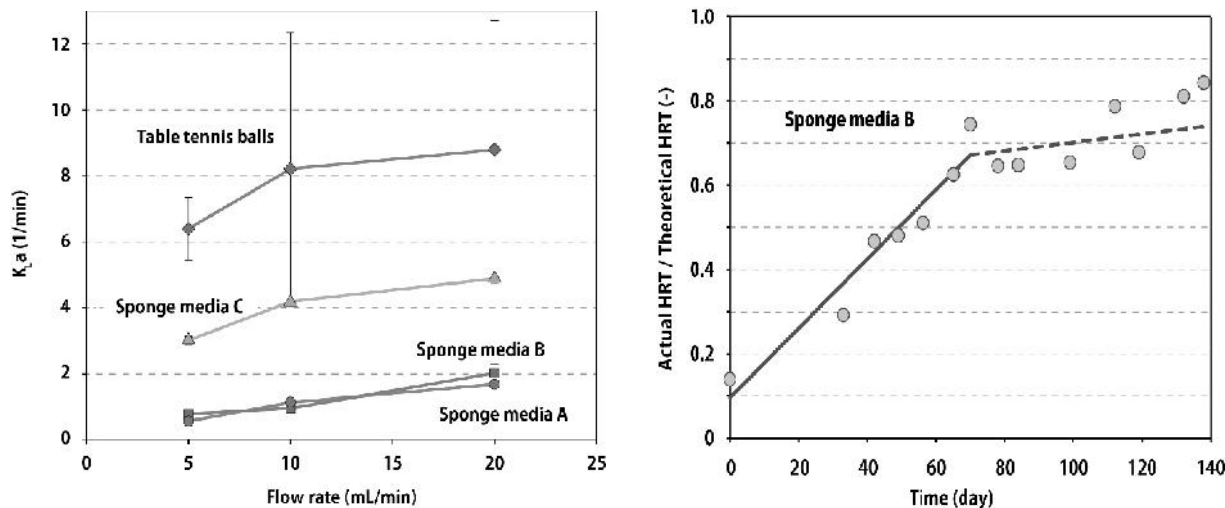 12
10
8
6
4
2
0
K_La (1/min)
Table tennis balls
Sponge media C
Sponge media B
Sponge media A
0 5 10 15 20 25
Flow rate (mL/min)
1.0
0.8
0.6
0.4
0.2
0
Actual HRT / Theoretical HRT (-)
Sponge media B
0 20 40 60 80 100 120 140
Time (day)